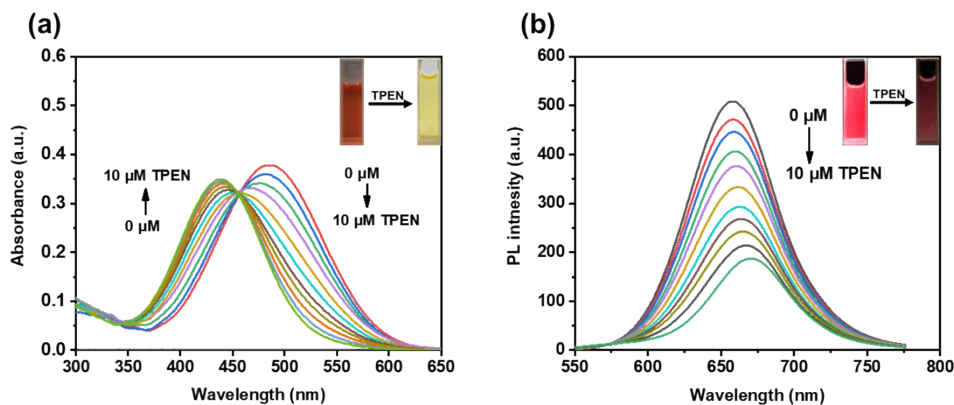 (a)
0.6
0.5
0.4
0.3
0.2
0.1
0.0
Absorbance (a.u.)
TPEN
10 µM TPEN
0 µM
0 µM
10 µM TPEN
300 350 400 450 500 550 600 650
Wavelength (nm)
(b)
600
500
400
300
200
100
0
PL intnesity (a.u.)
TPEN
0 µM
10 µM TPEN
550 600 650 700 750 800
Wavelength (nm)